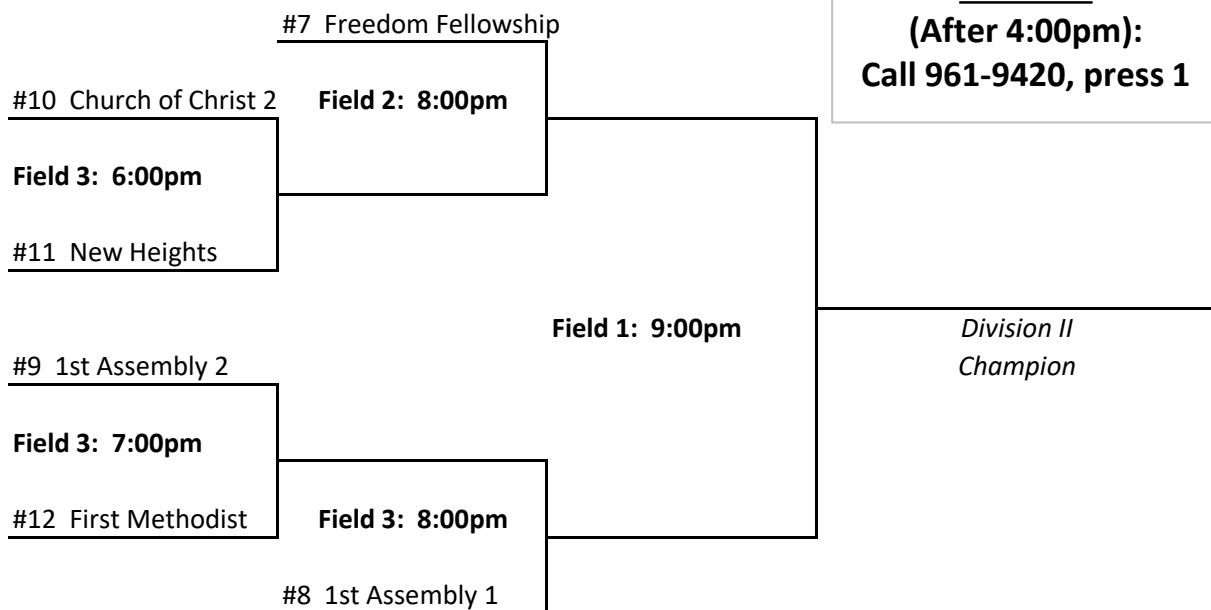 #7 Freedom Fellowship
(After 4:00pm):
Call 961-9420, press 1
#10 Church of Christ 2
Field 2: 8:00pm
Field 3: 6:00pm
#11 New Heights
Field 1: 9:00pm
Division II
Champion
#9 1st Assembly 2
Field 3: 7:00pm
#12 First Methodist
Field 3: 8:00pm
#8 1st Assembly 1